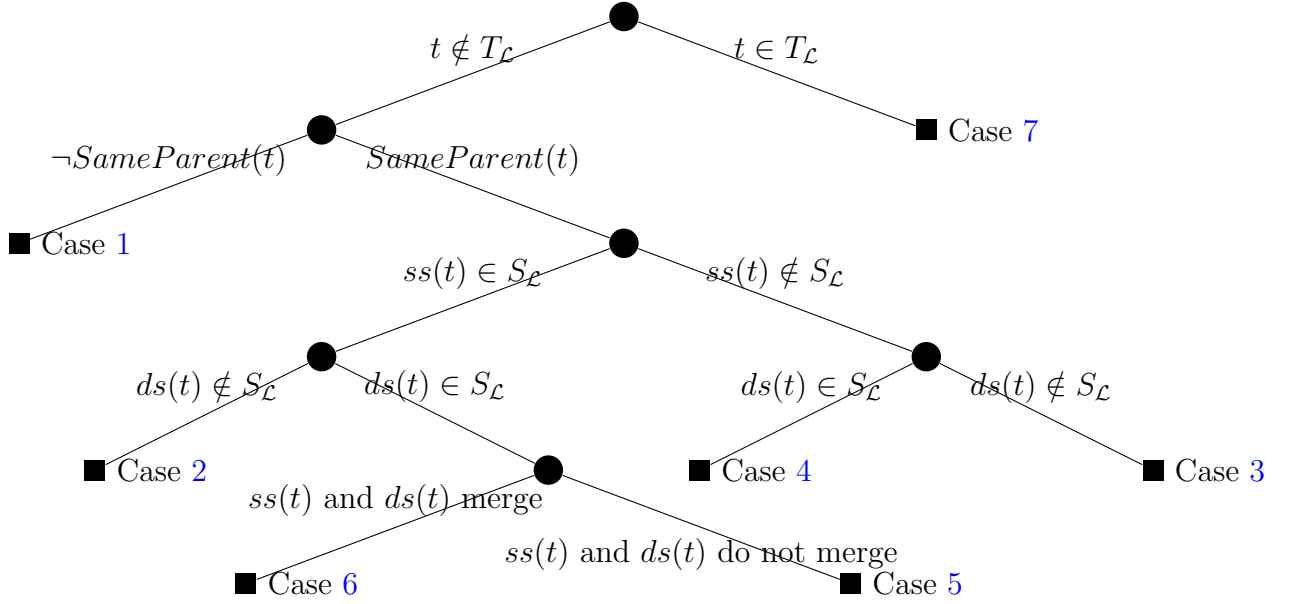 t ∉ T_ℒ
t ∈ T_ℒ
Case 7
¬SameParent(t)
SameParent(t)
Case 1
ss(t) ∈ S_ℒ
ss(t) ∉ S_ℒ
ds(t) ∉ S_ℒ
ds(t) ∈ S_ℒ
ds(t) ∈ S_ℒ
ds(t) ∉ S_ℒ
Case 2
Case 4
Case 3
ss(t) and ds(t) merge
ss(t) and ds(t) do not merge
Case 6
Case 5